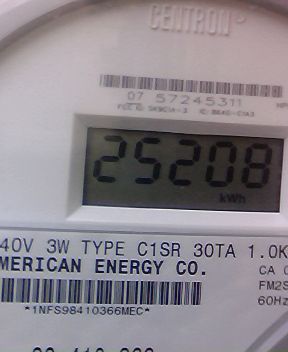 CENTRON®
07 57245311
25208
kWh
40V 3W TYPE C1SR 30TA 1.0K
MERICAN ENERGY CO. CA 0
FM2S
60Hz
*1NFS98410366MEC*